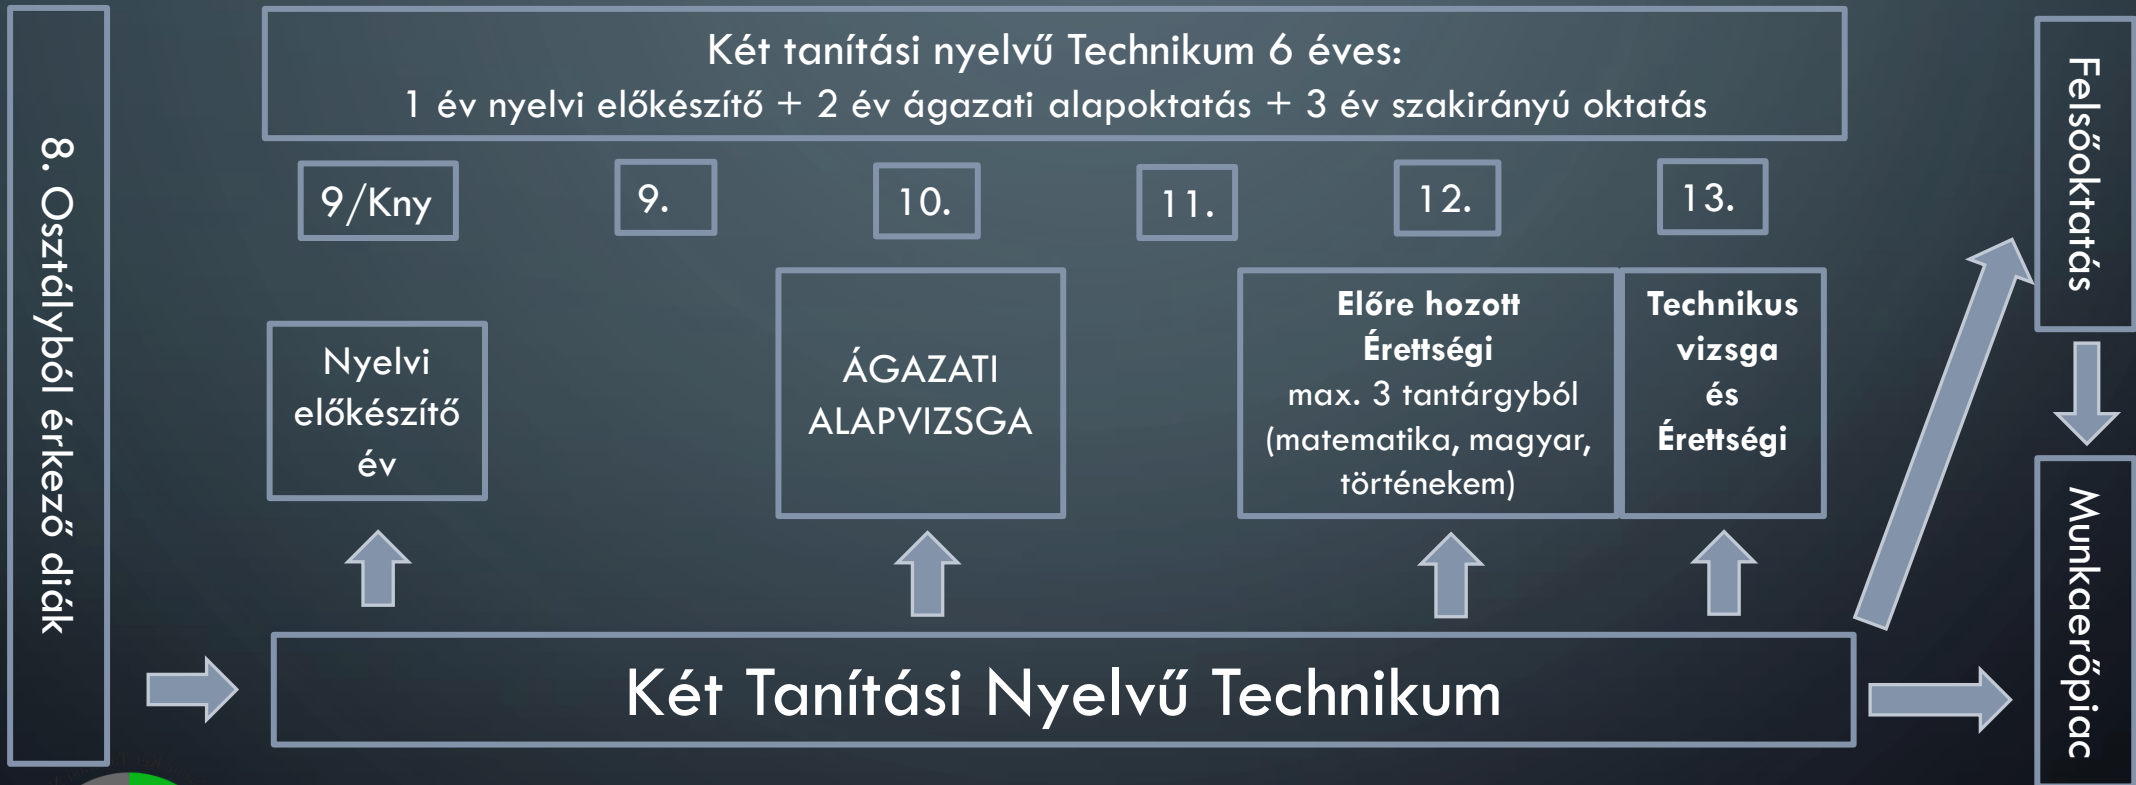 8. Osztályból érkező diák
Két tanítási nyelvű Technikum 6 éves:
1 év nyelvi előkészítő + 2 év ágazati alapoktatás + 3 év szakirányú oktatás
9/Kny
9.
10.
11.
12.
13.
Nyelvi
előkészítő
év
ÁGAZATI
ALAPVIZSGA
Előre hozott
Érettségi
max. 3 tantárgyból
(matematika, magyar,
történekem)
Technikus
vizsga
és
Érettségi
Két Tanítási Nyelvű Technikum
Felsőoktatás
Munkaerőpiac